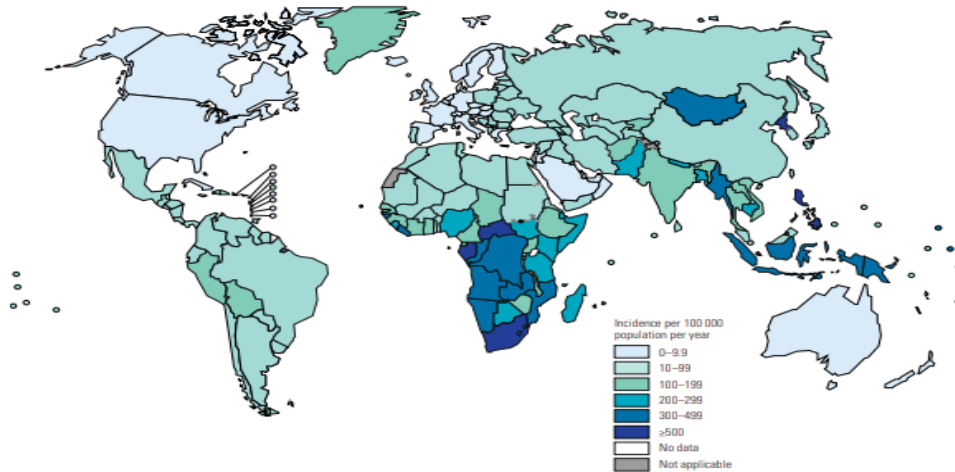 Incidence per 100 000
population per year
0–9.9
10–99
100–199
200–299
300–499
≥500
No data
Not applicable